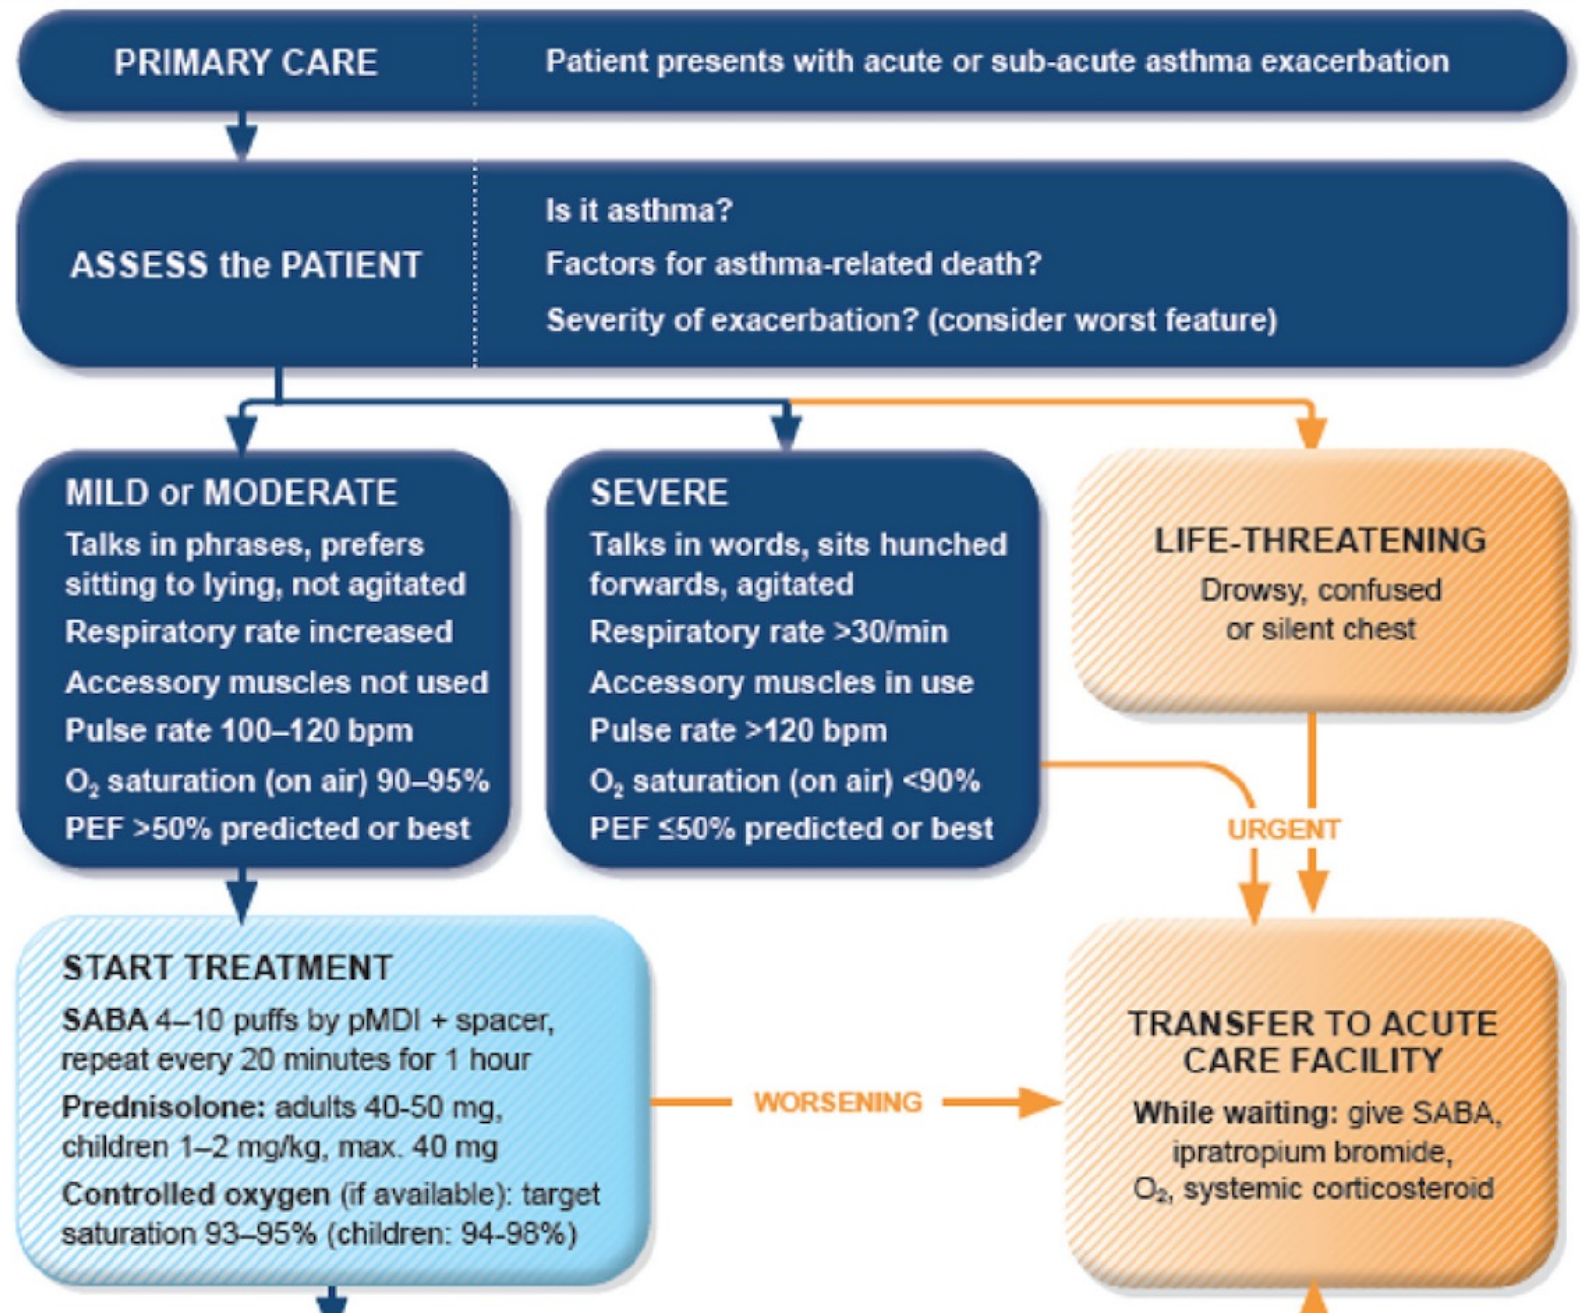 PRIMARY CARE
Patient presents with acute or sub-acute asthma exacerbation
ASSESS the PATIENT
Is it asthma?
Factors for asthma-related death?
Severity of exacerbation? (consider worst feature)
MILD or MODERATE
Talks in phrases, prefers
sitting to lying, not agitated
Respiratory rate increased
Accessory muscles not used
Pulse rate 100–120 bpm
O₂ saturation (on air) 90–95%
PEF >50% predicted or best
SEVERE
Talks in words, sits hunched
forwards, agitated
Respiratory rate >30/min
Accessory muscles in use
Pulse rate >120 bpm
O₂ saturation (on air) <90%
PEF ≤50% predicted or best
LIFE-THREATENING
Drowsy, confused
or silent chest
URGENT
START TREATMENT
SABA 4–10 puffs by pMDI + spacer,
repeat every 20 minutes for 1 hour
Prednisolone: adults 40-50 mg,
children 1–2 mg/kg, max. 40 mg
Controlled oxygen (if available): target
saturation 93–95% (children: 94-98%)
WORSENING
TRANSFER TO ACUTE
CARE FACILITY
While waiting: give SABA,
ipratropium bromide,
O₂, systemic corticosteroid